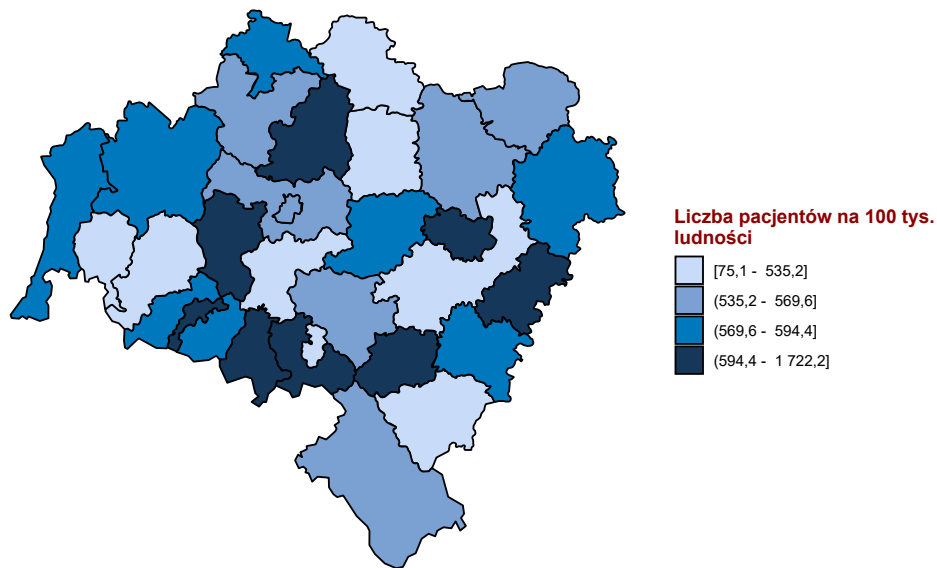 Liczba pacjentów na 100 tys.
ludności
[75,1 - 535,2]
(535,2 - 569,6]
(569,6 - 594,4]
(594,4 - 1 722,2]